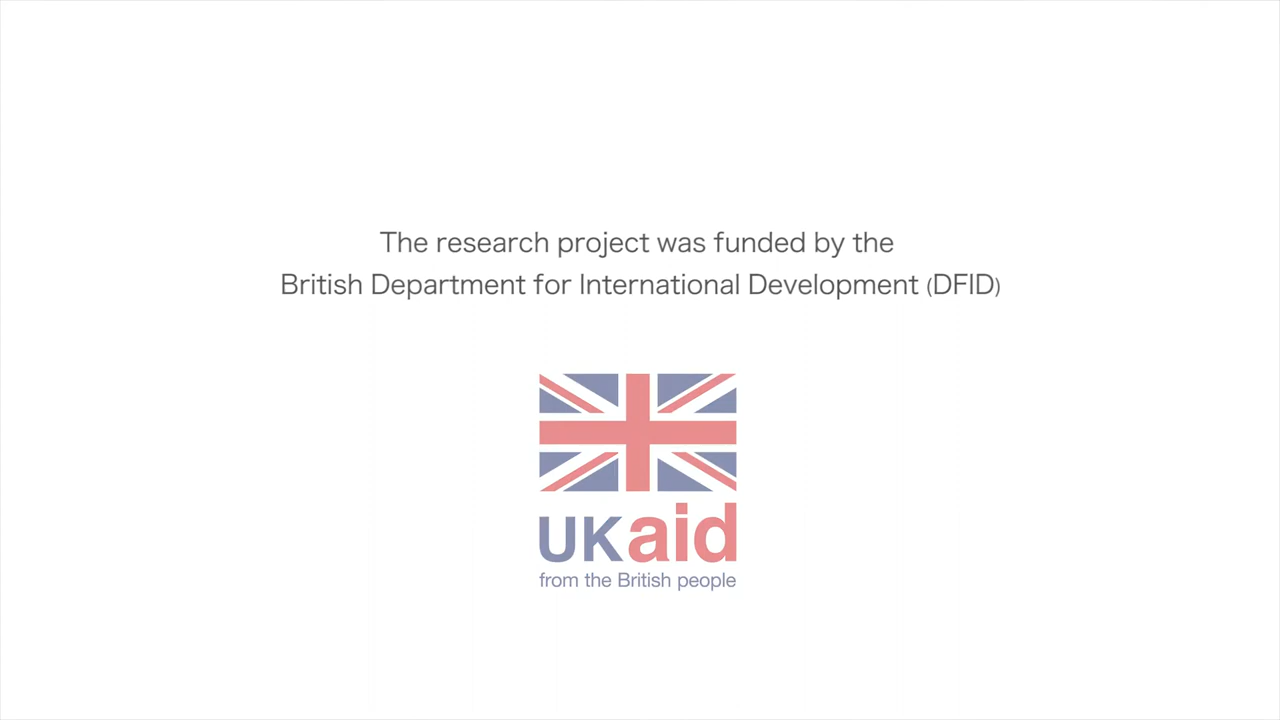 The research project was funded by the
British Department for International Development (DFID)
UKaid
from the British people